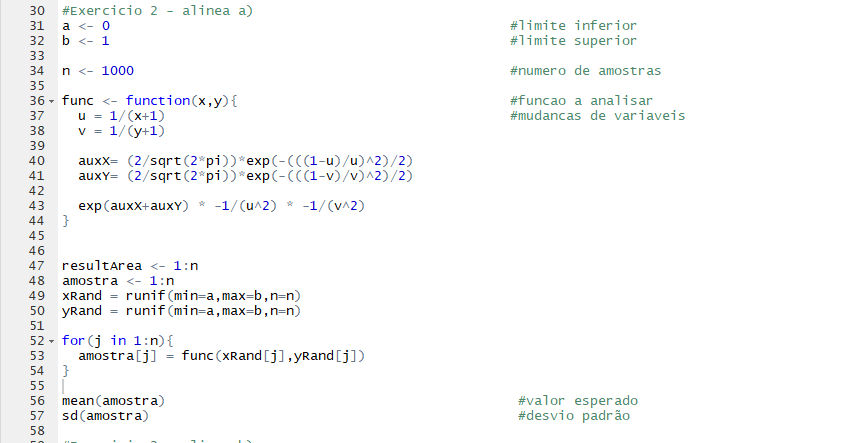 30 #Exercicio 2 - alinea a)
31 a <- 0 #limite inferior
32 b <- 1 #limite superior
33
34 n <- 1000 #numero de amostras
35
36 func <- function(x,y){ #funcao a analisar
37 u = 1/(x+1) #mudancas de variaveis
38 v = 1/(y+1)
39
40 auxX= (2/sqrt(2*pi))*exp(-(((1-u)/u)^2)/2)
41 auxY= (2/sqrt(2*pi))*exp(-(((1-v)/v)^2)/2)
42
43 exp(auxX+auxY) * -1/(u^2) * -1/(v^2)
44 }
45
46
47 resultArea <- 1:n
48 amostra <- 1:n
49 xRand = runif(min=a,max=b,n=n)
50 yRand = runif(min=a,max=b,n=n)
51
52 for(j in 1:n){
53 amostra[j] = func(xRand[j],yRand[j])
54 }
55
56 mean(amostra) #valor esperado
57 sd(amostra) #desvio padrão
58